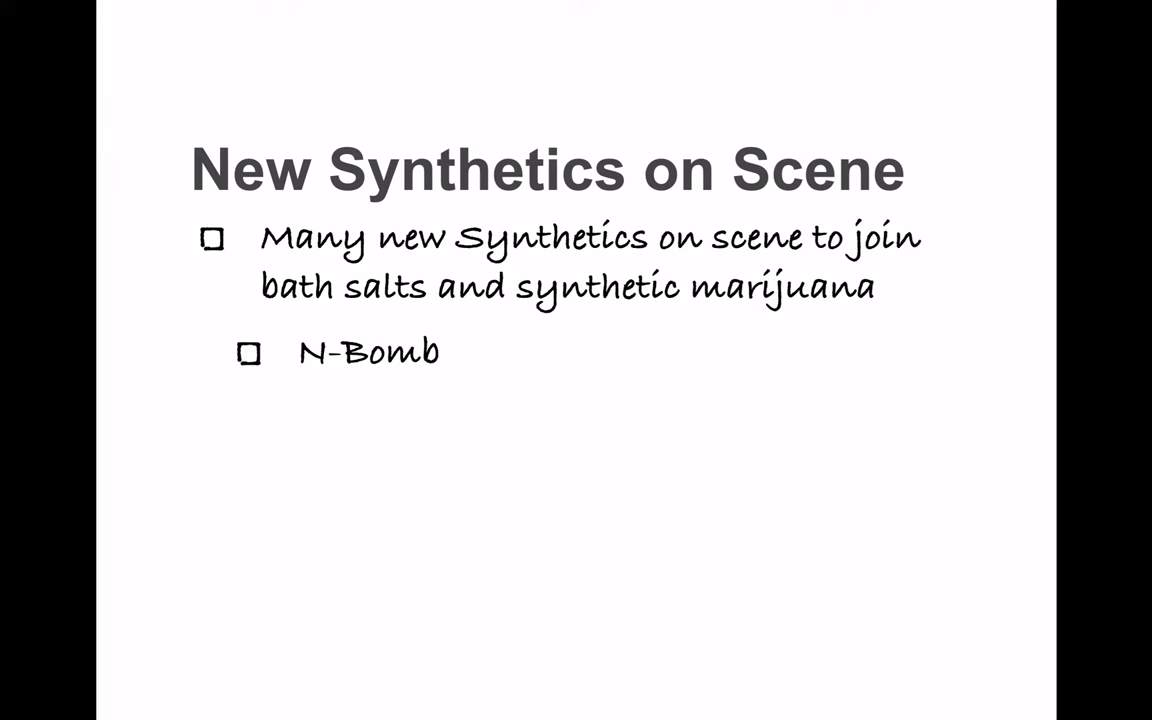 New Synthetics on Scene
Many new Synthetics on scene to join
bath salts and synthetic marijuana
N-Bomb